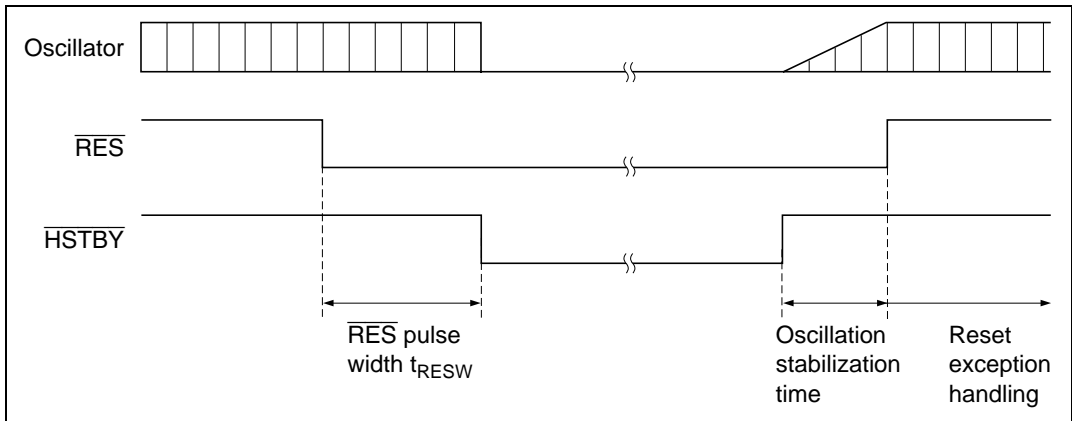 Oscillator
RES
HSTBY
RES pulse
width tRESW
Oscillation
stabilization
time
Reset
exception
handling